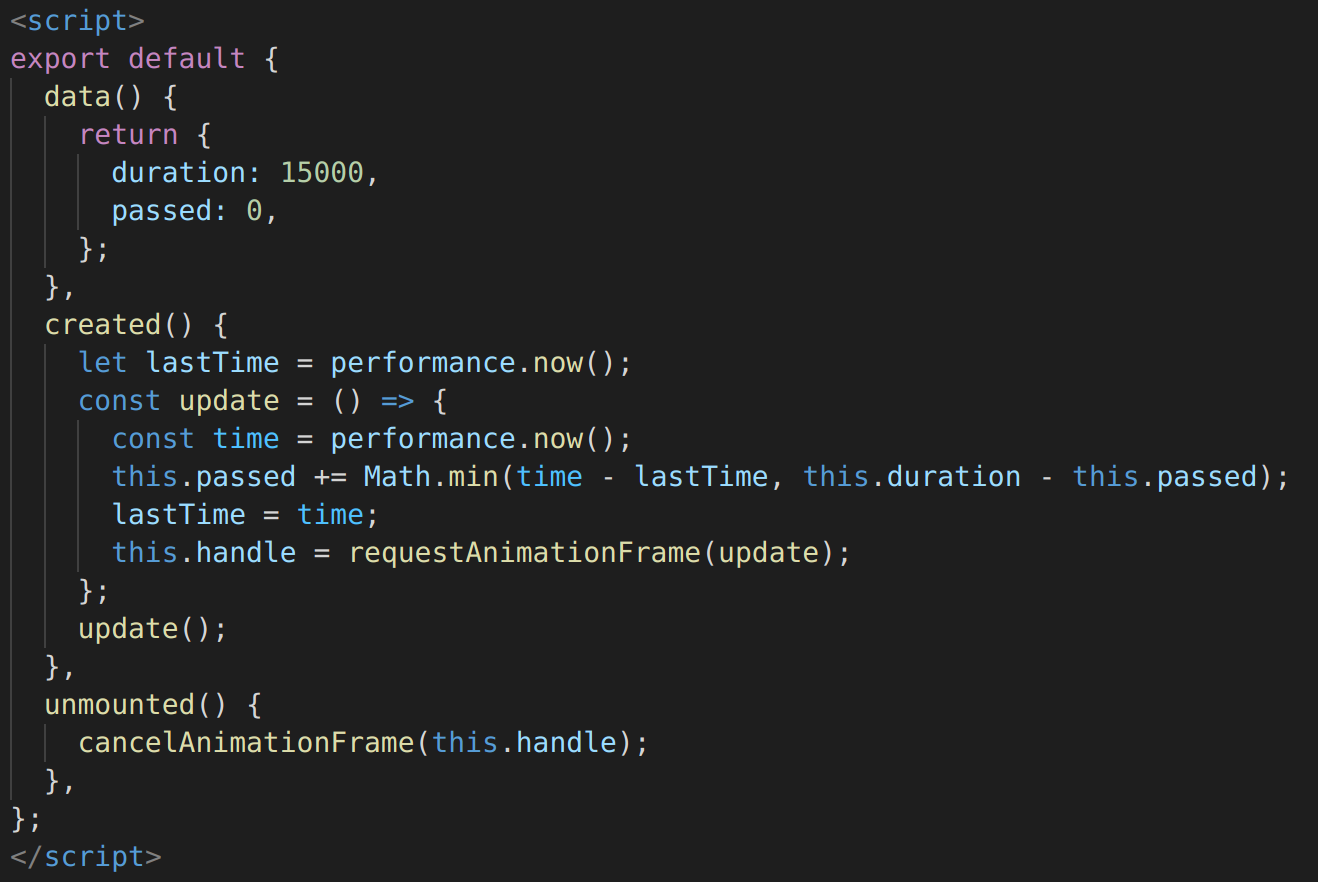 <script>
export default {
  data() {
    return {
      duration: 15000,
      passed: 0,
    };
  },
  created() {
    let lastTime = performance.now();
    const update = () => {
      const time = performance.now();
      this.passed += Math.min(time - lastTime, this.duration - this.passed);
      lastTime = time;
      this.handle = requestAnimationFrame(update);
    };
    update();
  },
  unmounted() {
    cancelAnimationFrame(this.handle);
  },
};
</script>